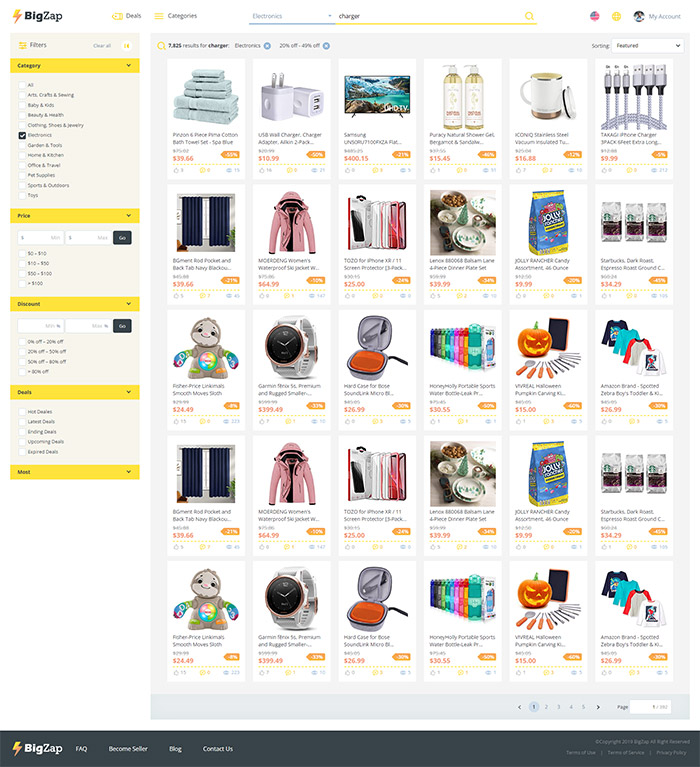 BigZap
Deals
Categories
Electronics
charger
My Account
Filters
Clear all
Category
All
Arts, Crafts & Sewing
Baby & Kids
Beauty & Health
Clothing, Shoes & Jewelry
Electronics
Garden & Tools
Home & Kitchen
Office & Travel
Pet Supplies
Sports & Outdoors
Toys
Price
$ Min
$ Max
Go
$0 - $10
$10 - $50
$50 - $100
> $100
Discount
Min %
Max %
Go
0% off - 20% off
20% off - 50% off
50% off - 80% off
> 80% off
Deals
Hot Deales
Latest Deals
Ending Deals
Upcoming Deals
Expired Deals
Most
7,825 results for charger:
Electronics
20% off - 49% off
Sorting:
Featured
Pinzon 6 Piece Pima Cotton
Bath Towel Set - Spa Blue
$39.66
-55%
USB Wall Charger, Charger
Adapter, Ailkin 2-Pack...
$10.99
-50%
Samsung
UN50RU7100FXZA Flat...
$400.15
-21%
Puracy Natural Shower Gel,
Bergamot & Sandalw...
$15.45
-46%
ICONIQ Stainless Steel
Vacuum Insulated Tu...
$16.88
-12%
TAKAGI iPhone Charger
3PACK 6Feet Extra Long...
$9.99
-5%
BGment Rod Pocket and
Back Tab Navy Blackou...
$39.66
-21%
MOERDENG Women's
Waterproof Ski Jacket W...
$64.99
-10%
TOZO for iPhone XR / 11
Screen Protector [3-Pack...
$25.00
-24%
Lenox 880068 Balsam Lane
4-Piece Dinner Plate Set
$39.99
-34%
JOLLY RANCHER Candy
Assortment, 46-Ounce
$9.99
-20%
Starbucks, Dark Roast,
Espresso Roast Ground C...
$34.29
-45%
Fisher-Price Linkimals
Smooth Moves Sloth
$24.49
-8%
Garmin fēnix 5s, Premium
and Rugged Smaller-...
$399.49
-33%
Hard Case for Bose
SoundLink Micro Bl...
$26.99
-30%
HoneyHolly Portable Sports
Water Bottle-Leak Pr...
$30.55
-50%
VIVREAL Halloween
Pumpkin Carving Ki...
$15.00
-60%
Amazon Brand - Spotted
Zebra Boy's Toddler & Ki...
$26.99
-30%
BGment Rod Pocket and
Back Tab Navy Blackou...
$39.66
-21%
MOERDENG Women's
Waterproof Ski Jacket W...
$64.99
-10%
TOZO for iPhone XR / 11
Screen Protector [3-Pack...
$25.00
-24%
Lenox 880068 Balsam Lane
4-Piece Dinner Plate Set
$39.99
-34%
JOLLY RANCHER Candy
Assortment, 46-Ounce
$9.99
-20%
Starbucks, Dark Roast,
Espresso Roast Ground C...
$34.29
-45%
Fisher-Price Linkimals
Smooth Moves Sloth
$24.49
-8%
Garmin fēnix 5s, Premium
and Rugged Smaller-...
$399.49
-33%
Hard Case for Bose
SoundLink Micro Bl...
$26.99
-30%
HoneyHolly Portable Sports
Water Bottle-Leak Pr...
$30.55
-50%
VIVREAL Halloween
Pumpkin Carving Ki...
$15.00
-60%
Amazon Brand - Spotted
Zebra Boy's Toddler & Ki...
$26.99
-30%
1 2 3 4 5
Page
BigZap
FAQ
Become Seller
Blog
Contact Us
©Copyright 2019 BigZap All Right Reserved
Terms of Use | Terms of Service | Privacy Policy